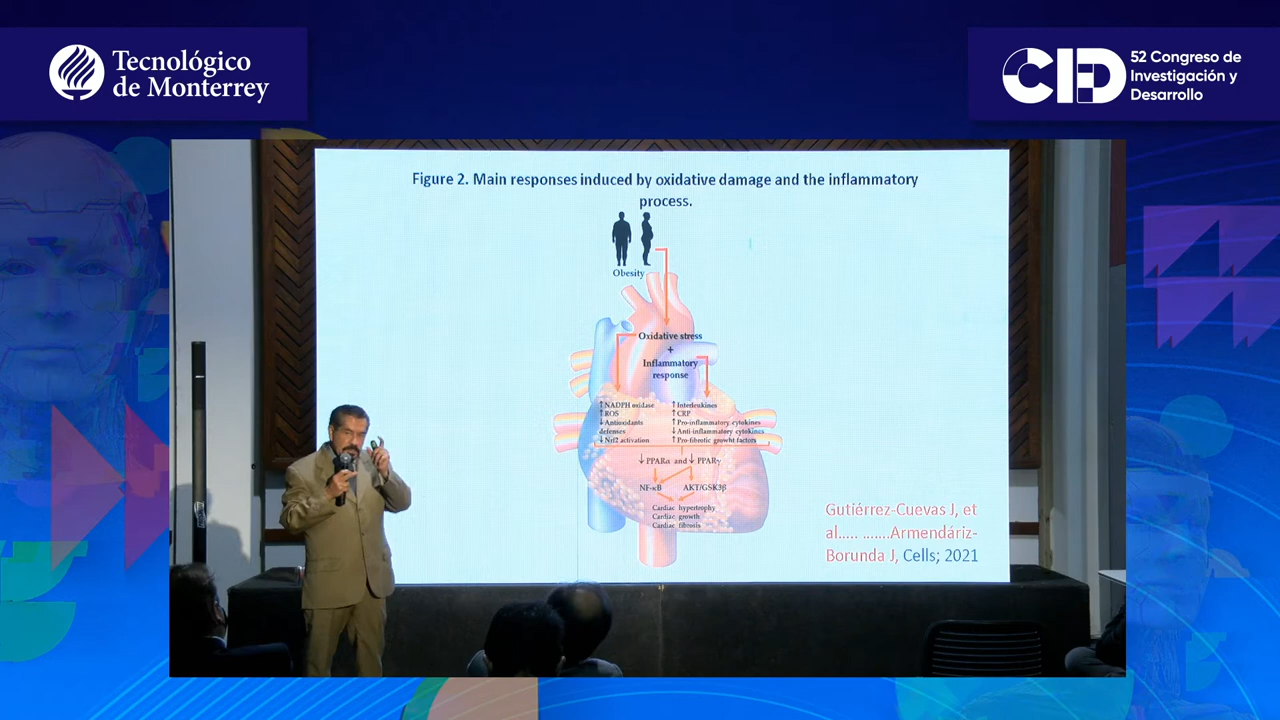 Tecnológico
de Monterrey
CID
52 Congreso de
Investigación y
Desarrollo
Figure 2. Main responses induced by oxidative damage and the inflammatory
process.
Obesity
Oxidative stress
+
Inflammatory
response
↑NADPH oxidase
↑ROS
↓Antioxidants
defenses
↓Nrf2 activation
↑Interleukines
↑CRP
↑Pro-inflammatory cytokines
↓Anti-inflammatory cytokines
↑Pro-fibrotic growht factors
↓PPARα and ↓PPARγ
NF-κB AKT/GSK3β
Cardiac hypertrophy
Cardiac growth
Cardiac fibrosis
Gutiérrez-Cuevas J, et
al..... .......Armendáriz-
Borunda J, Cells; 2021